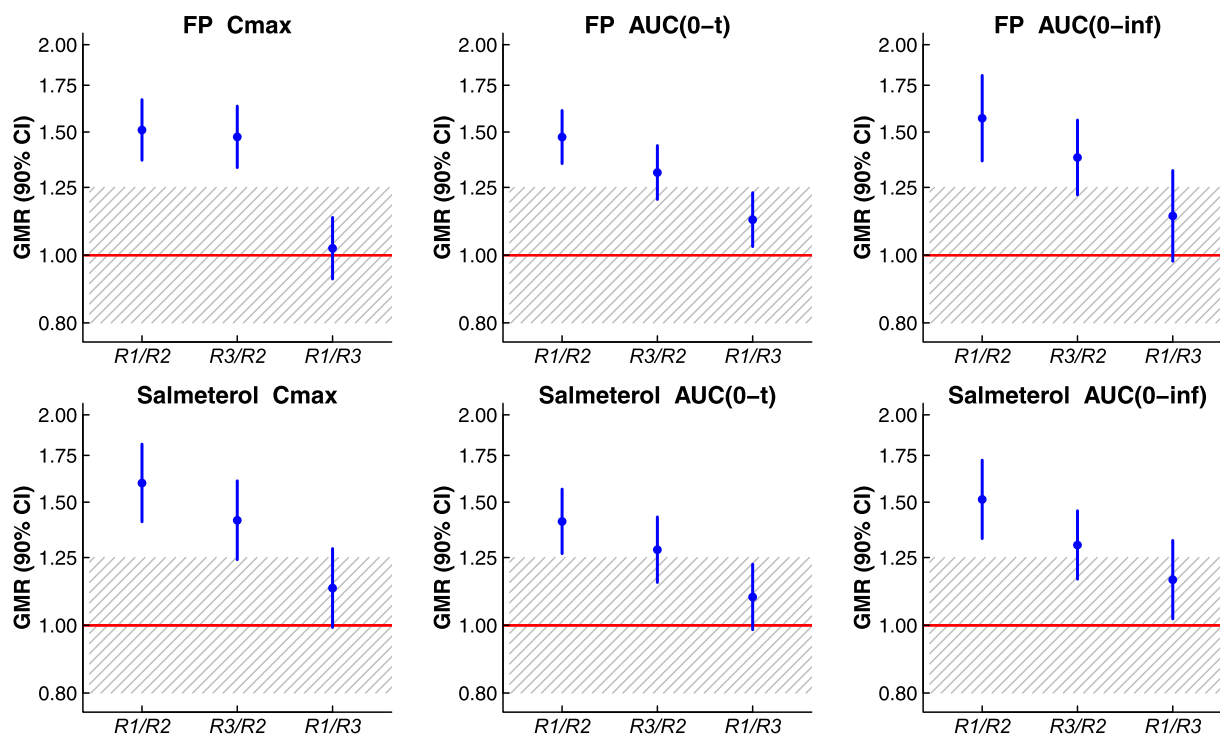 FP Cmax
GMR (90% CI)
2.00
1.75
1.50
1.25
1.00
0.80
R1/R2 R3/R2 R1/R3
FP AUC(0−t)
GMR (90% CI)
2.00
1.75
1.50
1.25
1.00
0.80
R1/R2 R3/R2 R1/R3
FP AUC(0−inf)
GMR (90% CI)
2.00
1.75
1.50
1.25
1.00
0.80
R1/R2 R3/R2 R1/R3
Salmeterol Cmax
GMR (90% CI)
2.00
1.75
1.50
1.25
1.00
0.80
R1/R2 R3/R2 R1/R3
Salmeterol AUC(0−t)
GMR (90% CI)
2.00
1.75
1.50
1.25
1.00
0.80
R1/R2 R3/R2 R1/R3
Salmeterol AUC(0−inf)
GMR (90% CI)
2.00
1.75
1.50
1.25
1.00
0.80
R1/R2 R3/R2 R1/R3